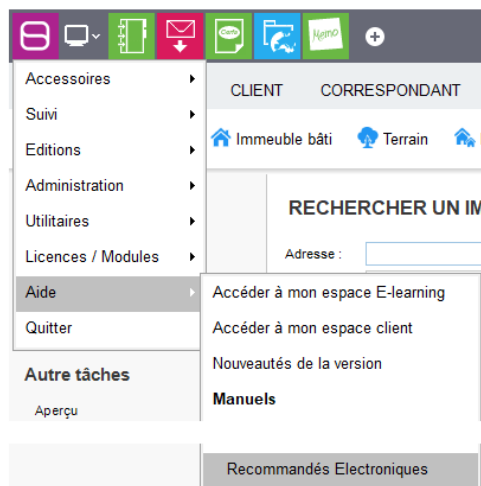 Carto
Memo
Accessoires
Suivi
Editions
Administration
Utilitaires
Licences / Modules
Aide
Quitter
CLIENT CORRESPONDANT
Immeuble bâti Terrain
RECHERCHER UN IM
Adresse :
Accéder à mon espace E-learning
Accéder à mon espace client
Nouveautés de la version
Manuels
Recommandés Electroniques
Autre tâches
Aperçu